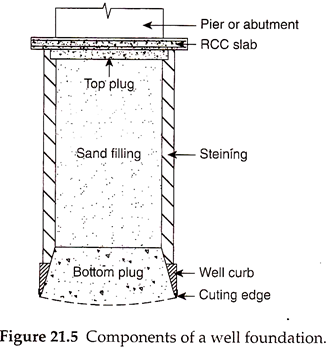 Pier or abutment
RCC slab
Top plug
Sand filling
Steining
Bottom plug
Well curb
Cuting edge
Figure 21.5 Components of a well foundation.